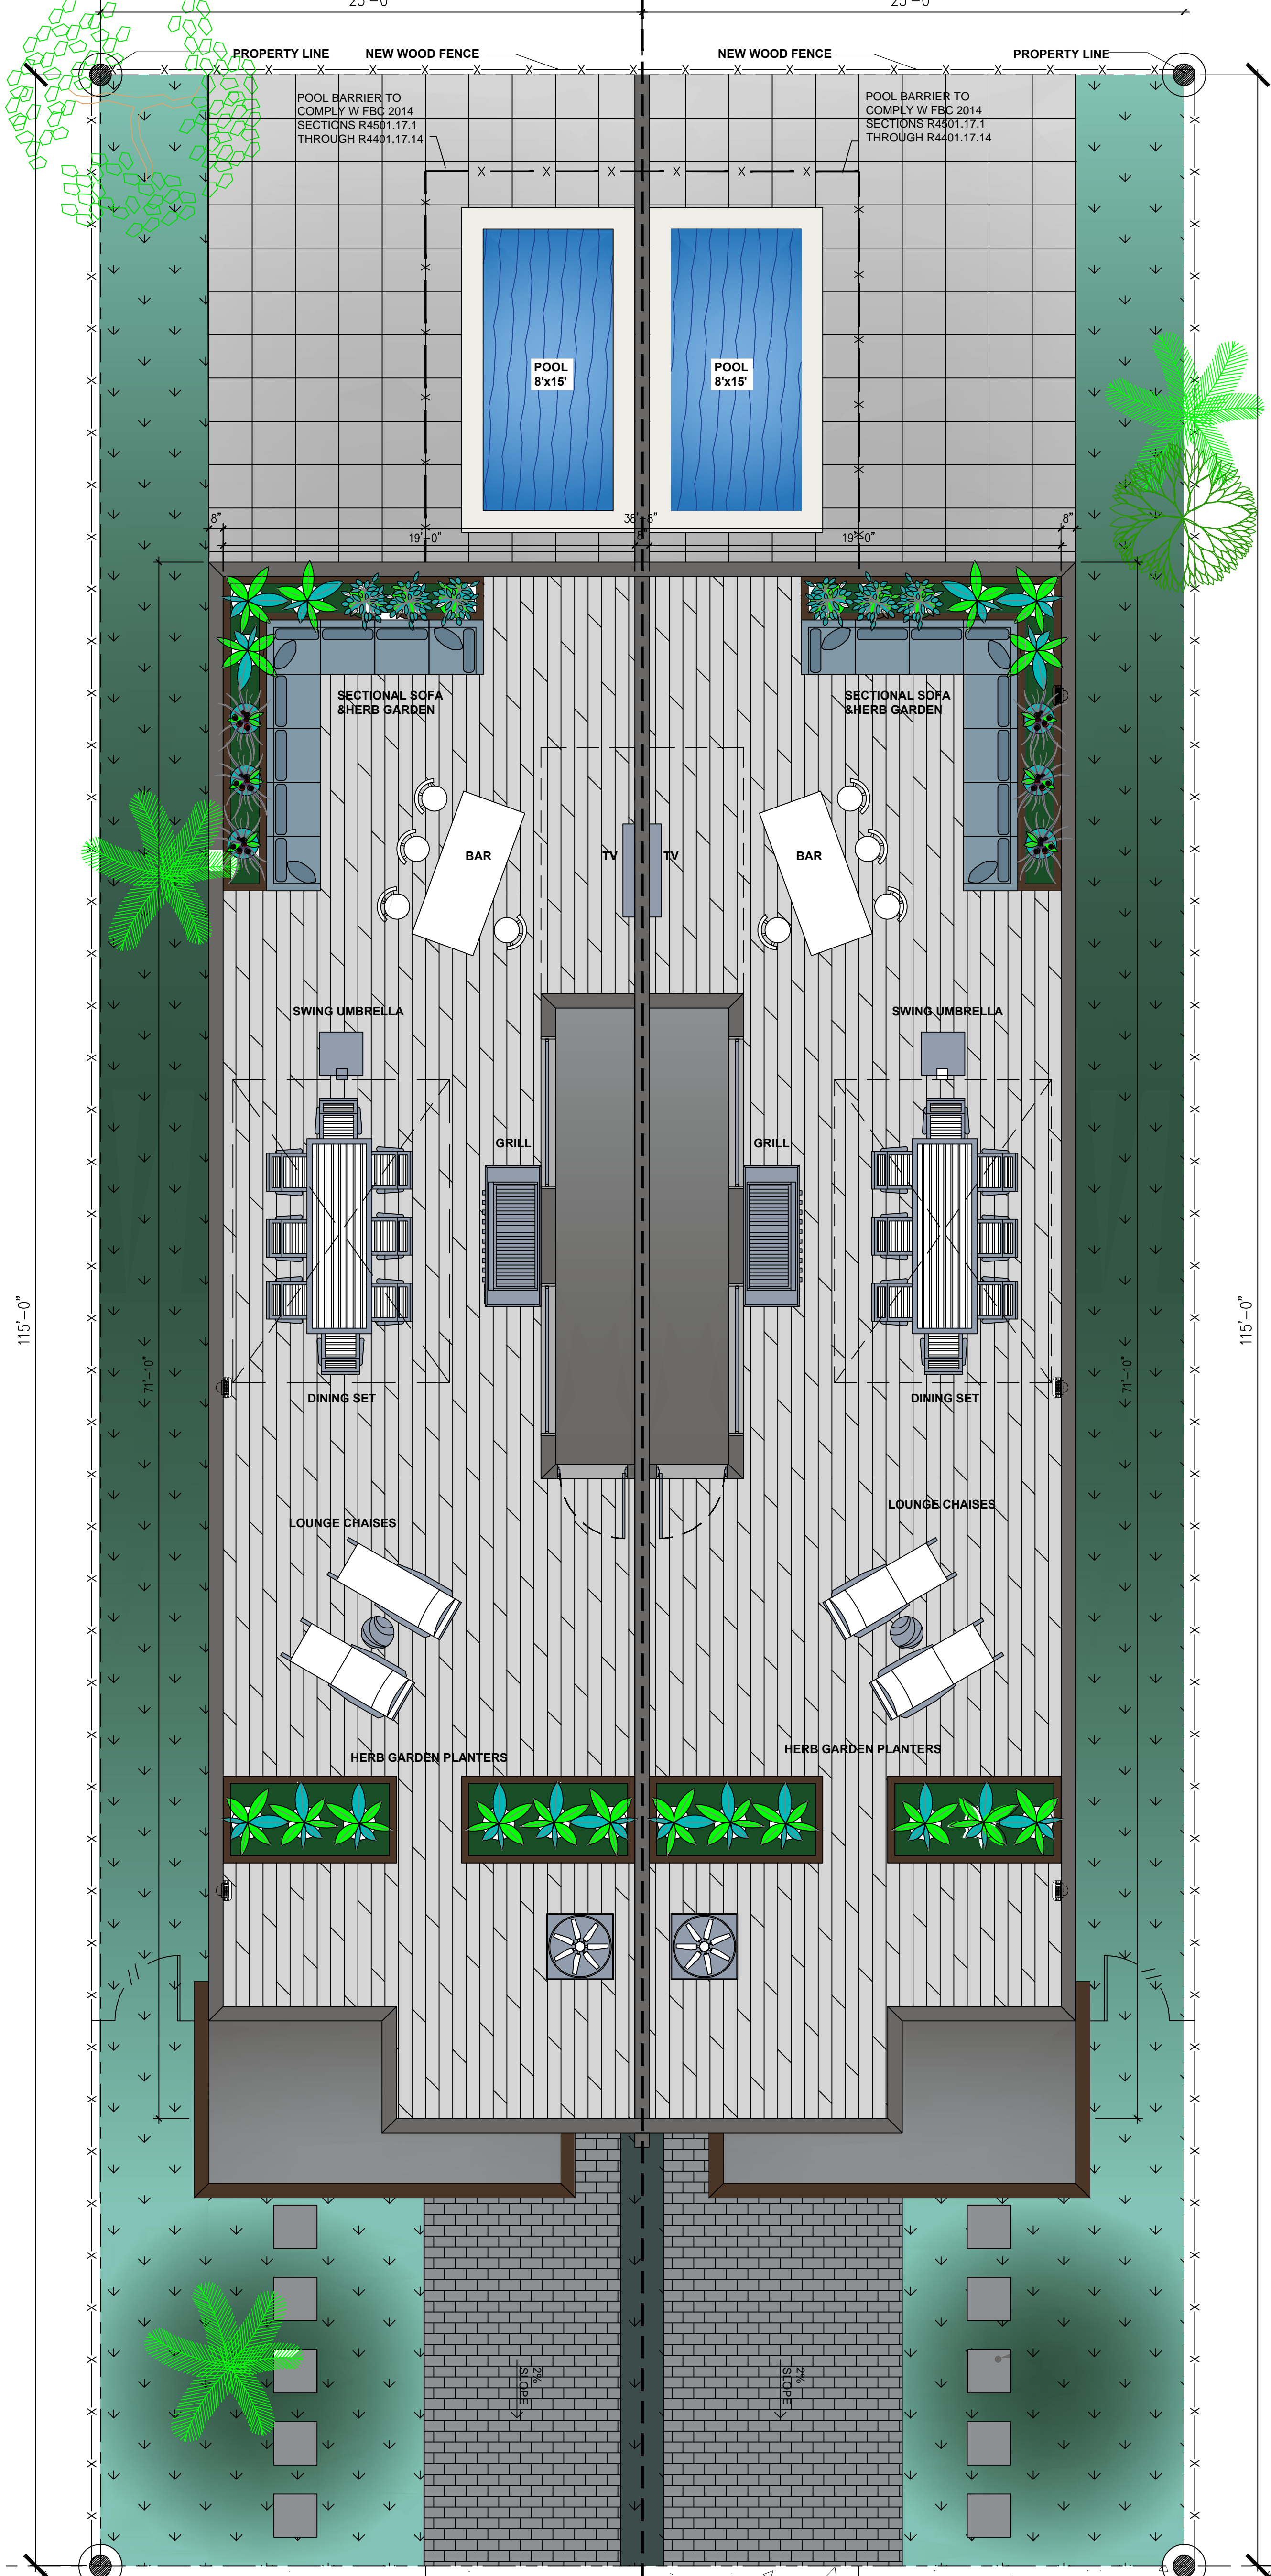 25'-0"
25'-0"
PROPERTY LINE
NEW WOOD FENCE
NEW WOOD FENCE
PROPERTY LINE
POOL BARRIER TO
COMPLY W FBC 2014
SECTIONS R4501.17.1
THROUGH R4401.17.14
POOL BARRIER TO
COMPLY W FBC 2014
SECTIONS R4501.17.1
THROUGH R4401.17.14
POOL
8'x15'
POOL
8'x15'
8"
38'-8"
8"
19'-0"
8"
19'-0"
SECTIONAL SOFA
&HERB GARDEN
SECTIONAL SOFA
&HERB GARDEN
BAR
TV
TV
BAR
SWING UMBRELLA
SWING UMBRELLA
GRILL
GRILL
115'-0"
115'-0"
71'-10"
71'-10"
DINING SET
DINING SET
LOUNGE CHAISES
LOUNGE CHAISES
HERB GARDEN PLANTERS
HERB GARDEN PLANTERS
2%
SLOPE
2%
SLOPE